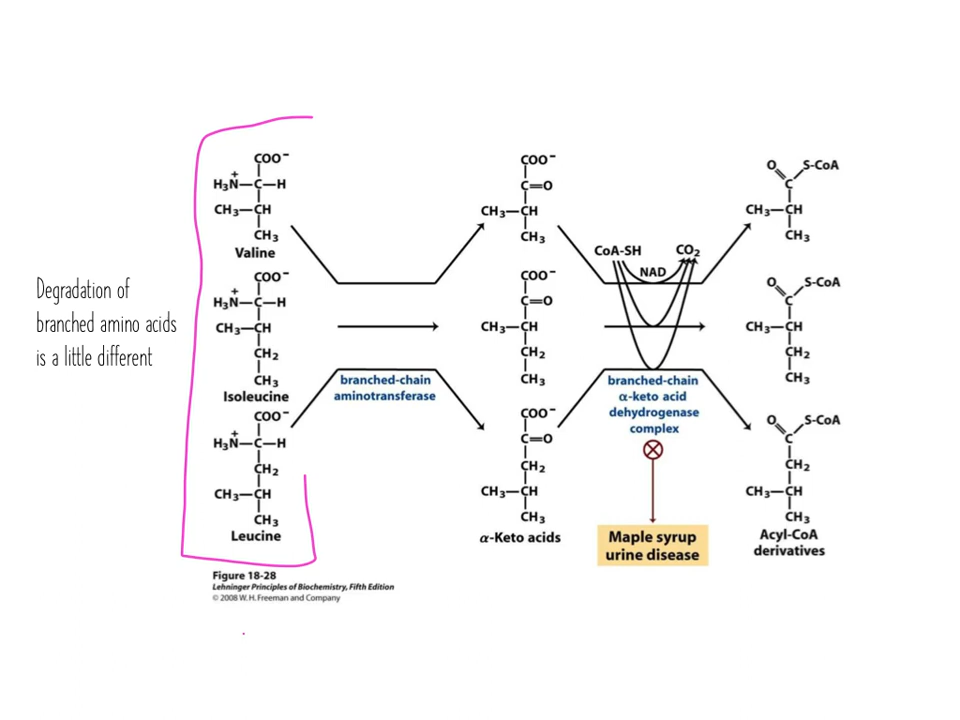 COO⁻
H₃N⁺—C—H
CH₃—CH
CH₃
Valine
COO⁻
H₃N⁺—C—H
CH₃—CH
CH₂
CH₃
Isoleucine
COO⁻
H₃N⁺—C—H
CH₂
CH₃—CH
CH₃
Leucine
Degradation of
branched amino acids
is a little different
branched-chain
aminotransferase
COO⁻
C=O
CH₃—CH
CH₃
COO⁻
C=O
CH₃—CH
CH₂
CH₃
COO⁻
C=O
CH₂
CH₃—CH
CH₃
α-Keto acids
CoA-SH
CO₂
NAD
branched-chain
α-keto acid
dehydrogenase
complex
Maple syrup
urine disease
O
S-CoA
C
CH₃—CH
CH₃
O
S-CoA
C
CH₃—CH
CH₂
CH₃
O
S-CoA
C
CH₂
CH₃—CH
CH₃
Acyl-CoA
derivatives
Figure 18-28
Lehninger Principles of Biochemistry, Fifth Edition
© 2008 W. H. Freeman and Company